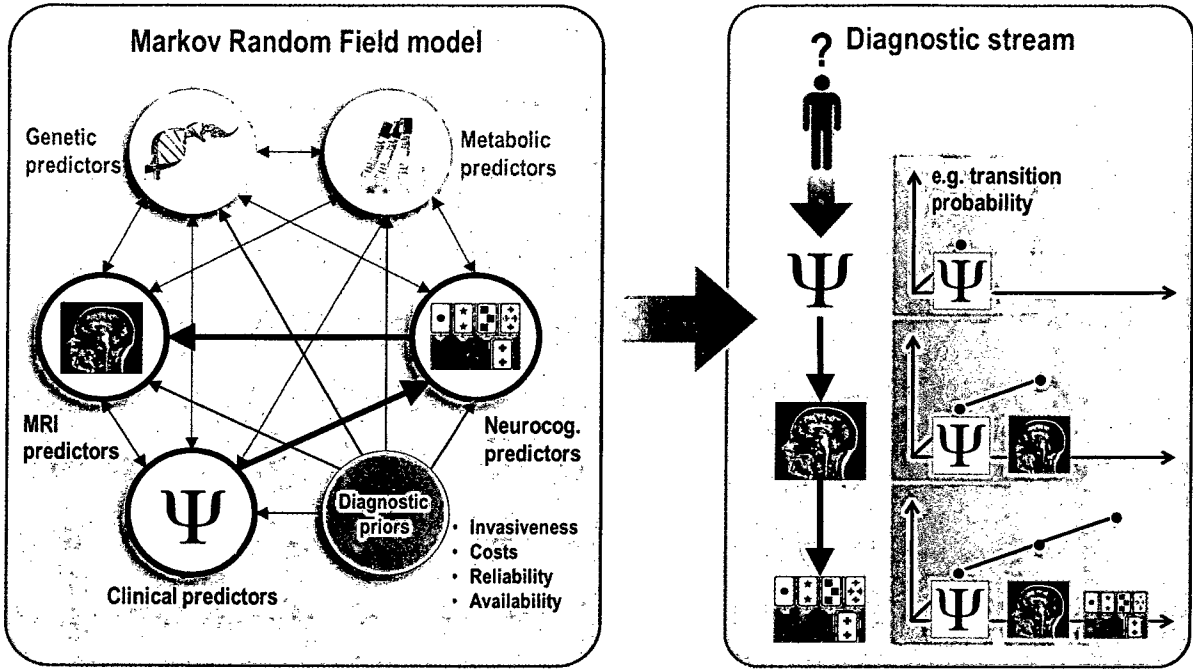 Markov Random Field model
Genetic
predictors
Metabolic
predictors
MRI
predictors
Neurocog.
predictors
Ψ
Clinical predictors
Diagnostic
priors
• Invasiveness
• Costs
• Reliability
• Availability
? Diagnostic stream
e.g. transition
probability
Ψ
Ψ
Ψ
Ψ